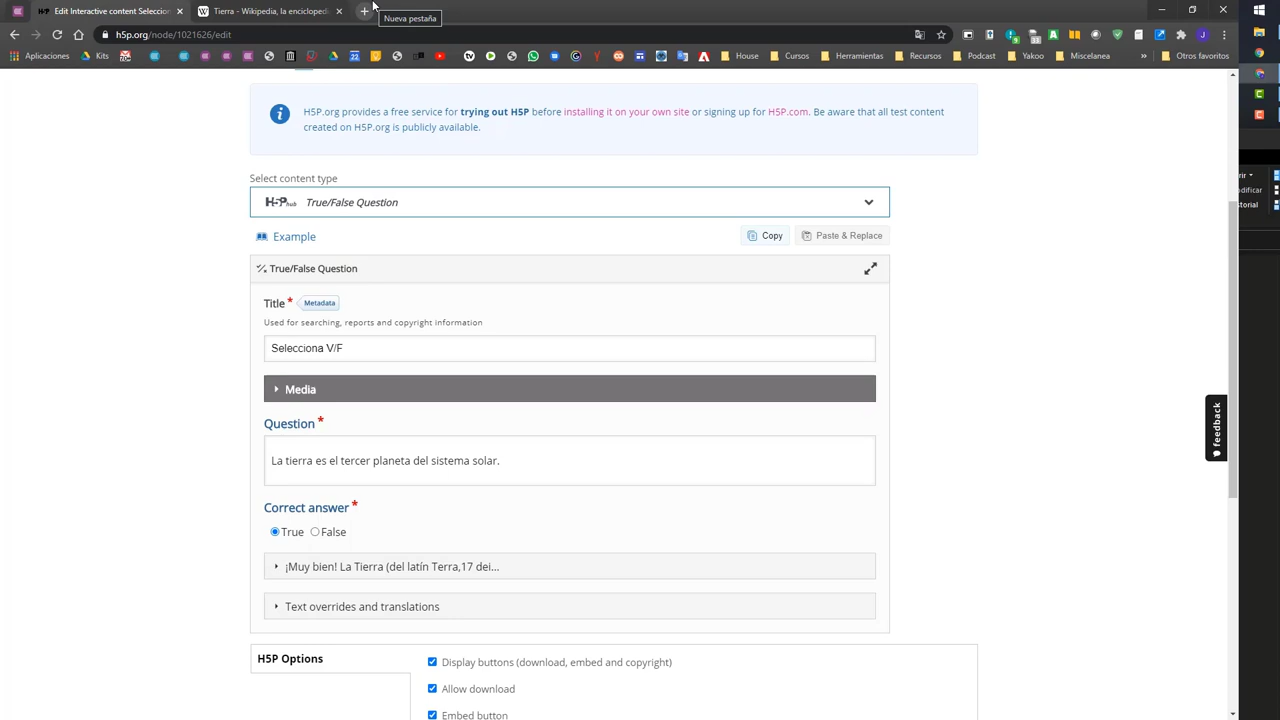 Edit Interactive content Selecció
Tierra - Wikipedia, la enciclopedi
Nueva pestaña
h5p.org/node/1021626/edit
Aplicaciones
Kits
House
Cursos
Herramientas
Recursos
Podcast
Yakoo
Miscelanea
»
Otros favoritos
H5P.org provides a free service for trying out H5P before installing it on your own site or signing up for H5P.com. Be aware that all test content
created on H5P.org is publicly available.
Select content type
H5P hub True/False Question
Example
Copy
Paste & Replace
True/False Question
Title * Metadata
Used for searching, reports and copyright information
Selecciona V/F
Media
Question *
La tierra es el tercer planeta del sistema solar.
Correct answer *
True False
¡Muy bien! La Tierra (del latín Terra,17 dei...
Text overrides and translations
H5P Options
Display buttons (download, embed and copyright)
Allow download
Embed button
feedback